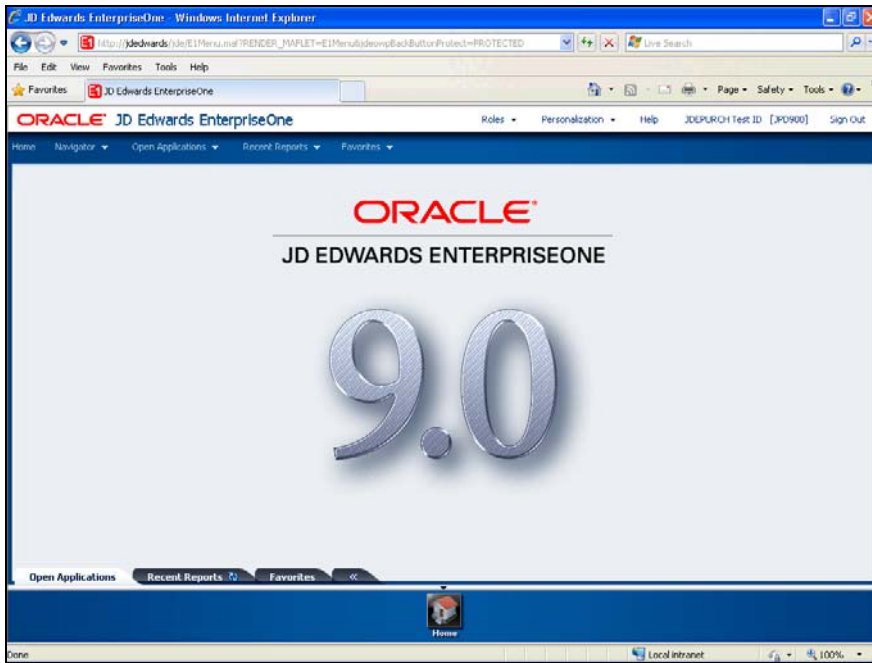 JD Edwards EnterpriseOne - Windows Internet Explorer
http://jdedwards/jde/E1Menu.maf?RENDER_MAFLET=E1Menu&jdeowpBackButtonProtect=PROTECTED
Live Search
File Edit View Favorites Tools Help
Favorites JD Edwards EnterpriseOne Page Safety Tools
ORACLE JD Edwards EnterpriseOne Roles Personalization Help JDEPURCH Test ID [JPD900] Sign Out
Home Navigator Open Applications Recent Reports Favorites
ORACLE
JD EDWARDS ENTERPRISEONE
9.0
Open Applications Recent Reports Favorites «
Home
Done Local intranet 100%